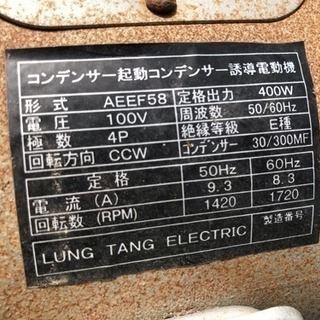 コンデンサー起動コンデンサー誘導電動機
形式 AEEF58 定格出力 400W
電圧 100V 周波数 50/60Hz
極数 4P 絶縁等級 E種
回転方向 CCW コンデンサー 30/300MF
定格 50Hz 60Hz
電流(A) 9.3 8.3
回転数(RPM) 1420 1720
LUNG TANG ELECTRIC 製造番号